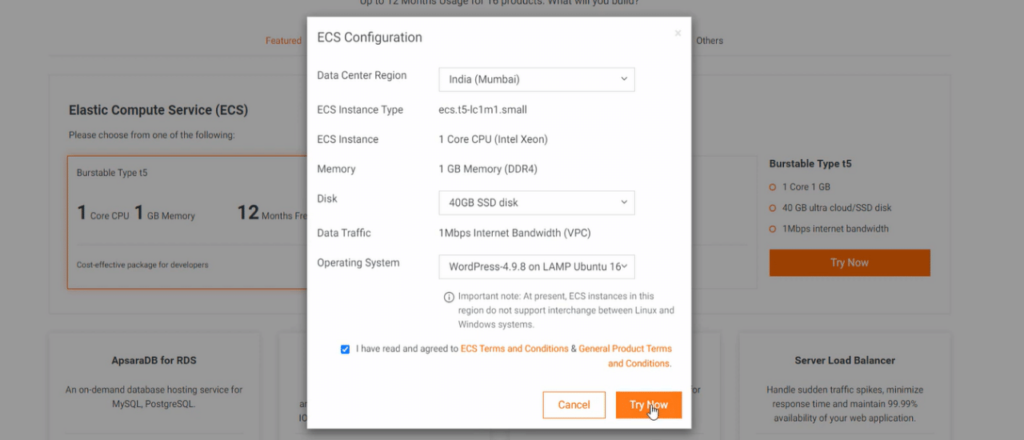 Up to 12 Months Usage for 16 products. What will you build?
Featured
Others
ECS Configuration
×
Data Center Region
India (Mumbai)
ECS Instance Type
ecs.t5-lc1m1.small
ECS Instance
1 Core CPU (Intel Xeon)
Memory
1 GB Memory (DDR4)
Disk
40GB SSD disk
Data Traffic
1Mbps Internet Bandwidth (VPC)
Operating System
WordPress-4.9.8 on LAMP Ubuntu 16
Important note: At present, ECS instances in this
region do not support interchange between Linux and
Windows systems.
I have read and agreed to ECS Terms and Conditions & General Product Terms
and Conditions.
Cancel
Try Now
Elastic Compute Service (ECS)
Please choose from one of the following:
Burstable Type t5
1 Core CPU 1 GB Memory
12 Months
Cost-effective package for developers
Burstable Type t5
1 Core 1 GB
40 GB ultra cloud/SSD disk
1Mbps internet bandwidth
Try Now
ApsaraDB for RDS
An on-demand database hosting service for
MySQL, PostgreSQL.
Server Load Balancer
Handle sudden traffic spikes, minimize
response time and maintain 99.99%
availability of your web application.